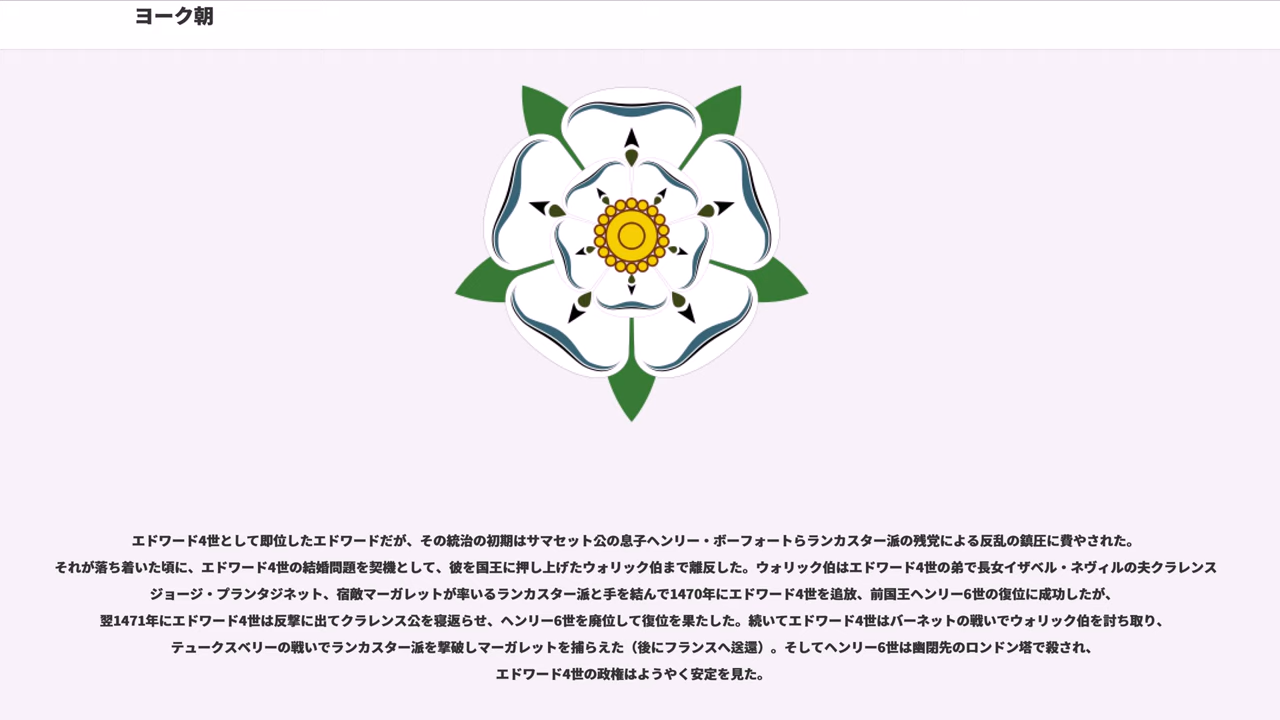 ヨーク朝
エドワード4世として即位したエドワードだが、その統治の初期はサマセット公の息子ヘンリー・ボーフォートらランカスター派の残党による反乱の鎮圧に費やされた。
それが落ち着いた頃に、エドワード4世の結婚問題を契機として、彼を国王に押し上げたウォリック伯まで離反した。ウォリック伯はエドワード4世の弟で長女イザベル・ネヴィルの夫クラレンス
ジョージ・プランタジネット、宿敵マーガレットが率いるランカスター派と手を結んで1470年にエドワード4世を追放、前国王ヘンリー6世の復位に成功したが、
翌1471年にエドワード4世は反撃に出てクラレンス公を寝返らせ、ヘンリー6世を廃位して復位を果たした。続いてエドワード4世はバーネットの戦いでウォリック伯を討ち取り、
テュークスベリーの戦いでランカスター派を撃破しマーガレットを捕らえた（後にフランスへ送還）。そしてヘンリー6世は幽閉先のロンドン塔で殺され、
エドワード4世の政権はようやく安定を見た。